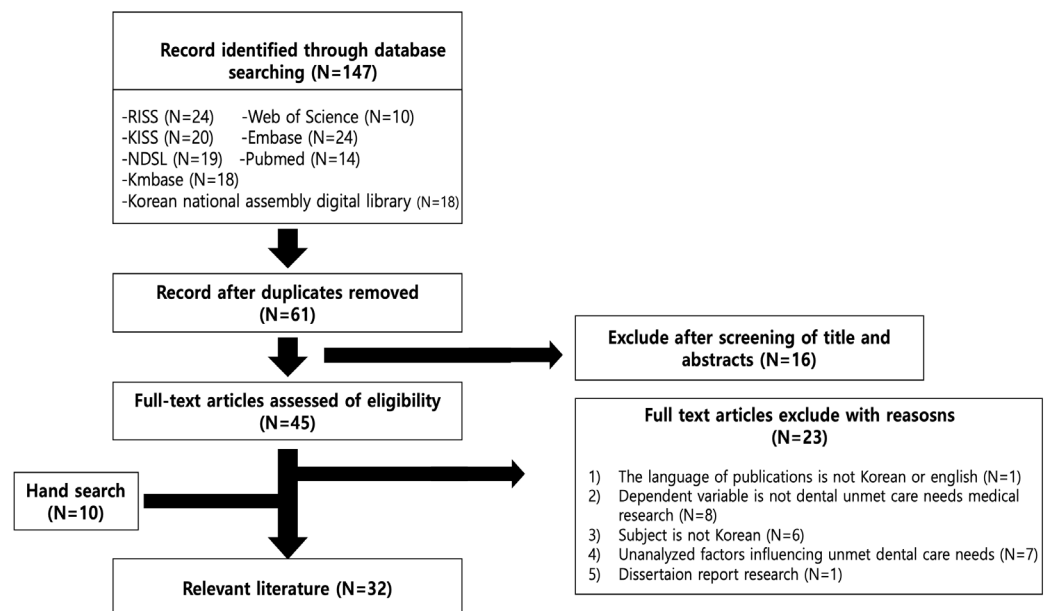 Record identified through database
searching (N=147)
-RISS (N=24) -Web of Science (N=10)
-KISS (N=20) -Embase (N=24)
-NDSL (N=19) -Pubmed (N=14)
-Kmbase (N=18)
-Korean national assembly digital library (N=18)
Record after duplicates removed
(N=61)
Exclude after screening of title and
abstracts (N=16)
Full-text articles assessed of eligibility
(N=45)
Full text articles exclude with reasosns
(N=23)
1) The language of publications is not Korean or english (N=1)
2) Dependent variable is not dental unmet care needs medical
research (N=8)
3) Subject is not Korean (N=6)
4) Unanalyzed factors influencing unmet dental care needs (N=7)
5) Dissertaion report research (N=1)
Hand search
(N=10)
Relevant literature (N=32)